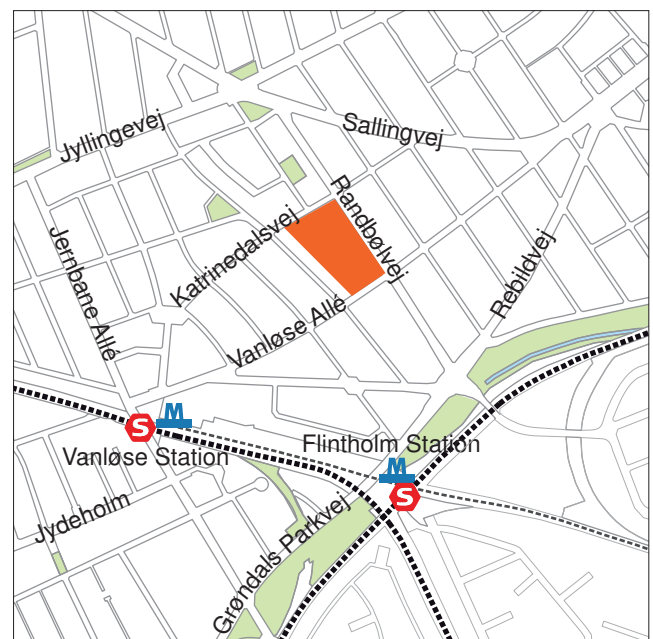 Jyllingevej
Sallingvej
Randbølvej
Katrinedalsvej
Jernbane Allé
Rebildvej
Vanløse Allé
M
S
Vanløse Station
Flintholm Station
M
S
Jydeholm
Grøndals Parkvej